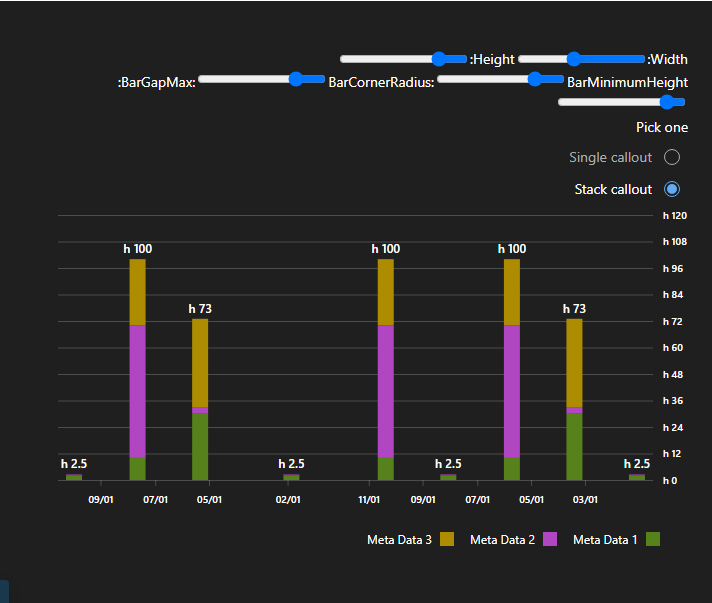 :Height :Width
:BarGapMax: BarCornerRadius: BarMinimumHeight
Pick one
Single callout
Stack callout
h 120
h 108
h 96
h 84
h 72
h 60
h 48
h 36
h 24
h 12
h 0
h 2.5
h 100
h 73
h 2.5
h 100
h 2.5
h 100
h 73
h 2.5
09/01 07/01 05/01 02/01 11/01 09/01 07/01 05/01 03/01
Meta Data 3 Meta Data 2 Meta Data 1